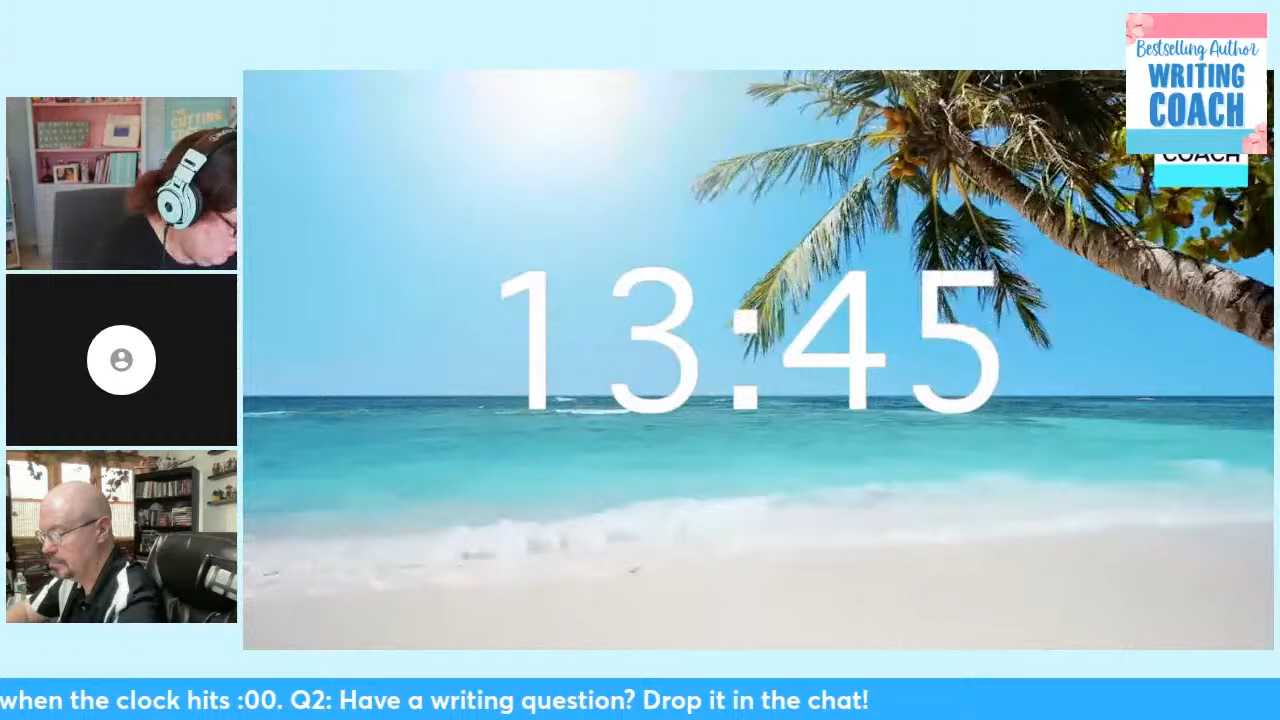 Bestselling Author
WRITING
COACH
COACH
CUTTING
13:45
when the clock hits :00. Q2: Have a writing question? Drop it in the chat!